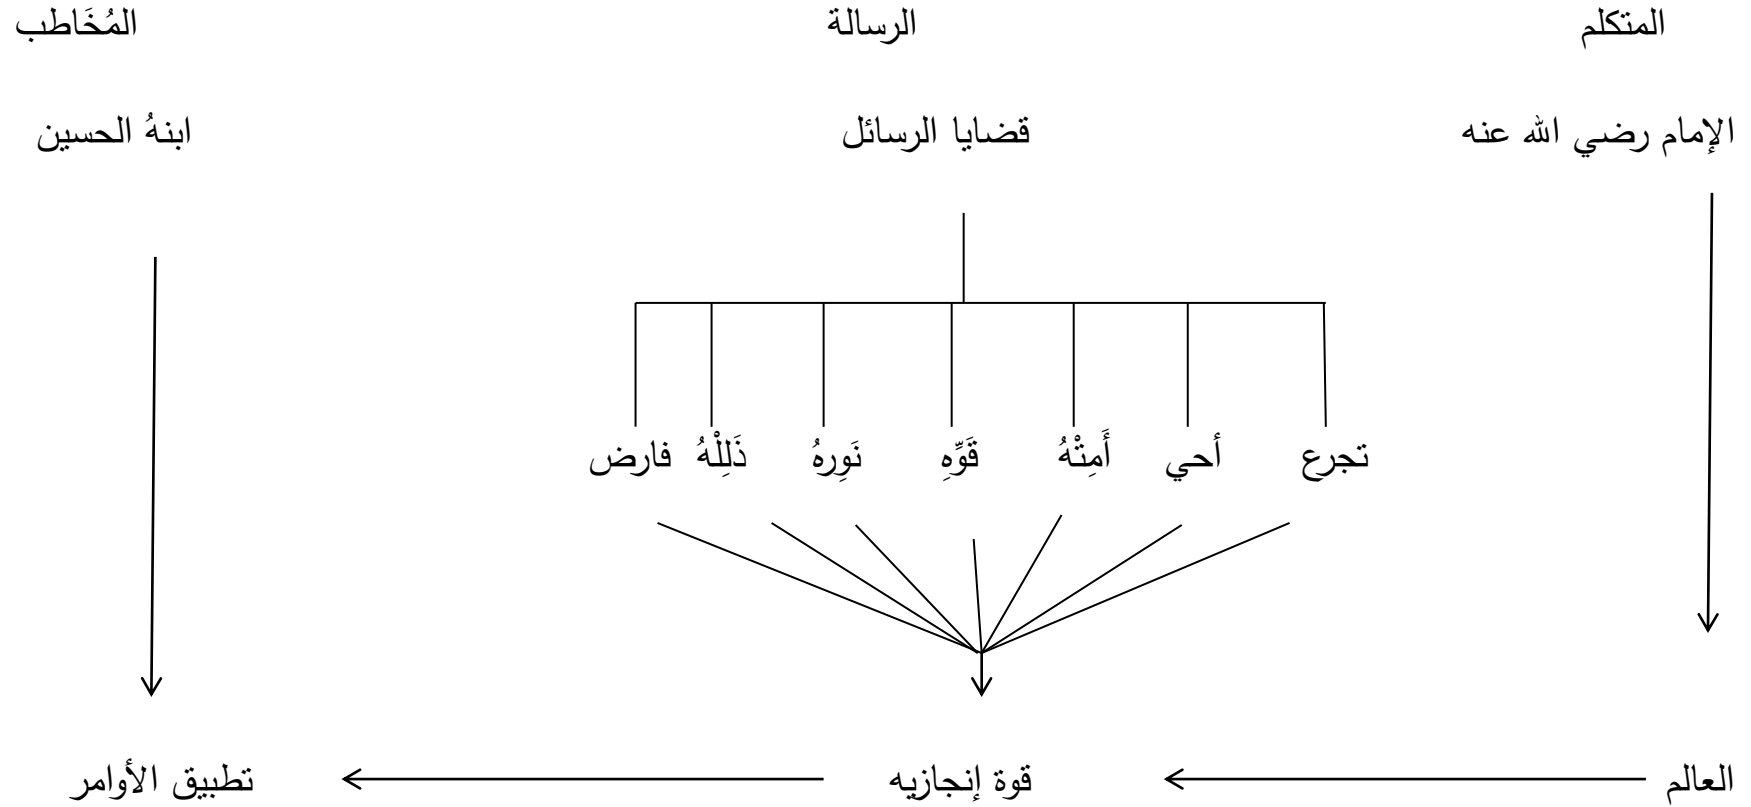 المتكلم الرسالة المُخَاطب
الإمام رضي الله عنه قضايا الرسائل ابنهُ الحسين
تجرع أحي أَمِتْهُ قَوِّهِ نَوِرهُ ذَلِلْهُ فارض
العالم قوة إنجازيه تطبيق الأوامر